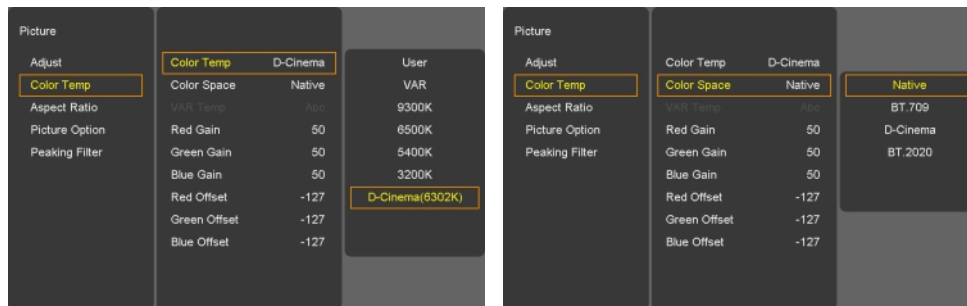 Picture
Adjust
Color Temp
Aspect Ratio
Picture Option
Peaking Filter
Color Temp D-Cinema
Color Space Native
VAR Temp Abc
Red Gain 50
Green Gain 50
Blue Gain 50
Red Offset -127
Green Offset -127
Blue Offset -127
User
VAR
9300K
6500K
5400K
3200K
D-Cinema(6302K)
Picture
Adjust
Color Temp
Aspect Ratio
Picture Option
Peaking Filter
Color Temp D-Cinema
Color Space Native
VAR Temp Abc
Red Gain 50
Green Gain 50
Blue Gain 50
Red Offset -127
Green Offset -127
Blue Offset -127
Native
BT.709
D-Cinema
BT.2020